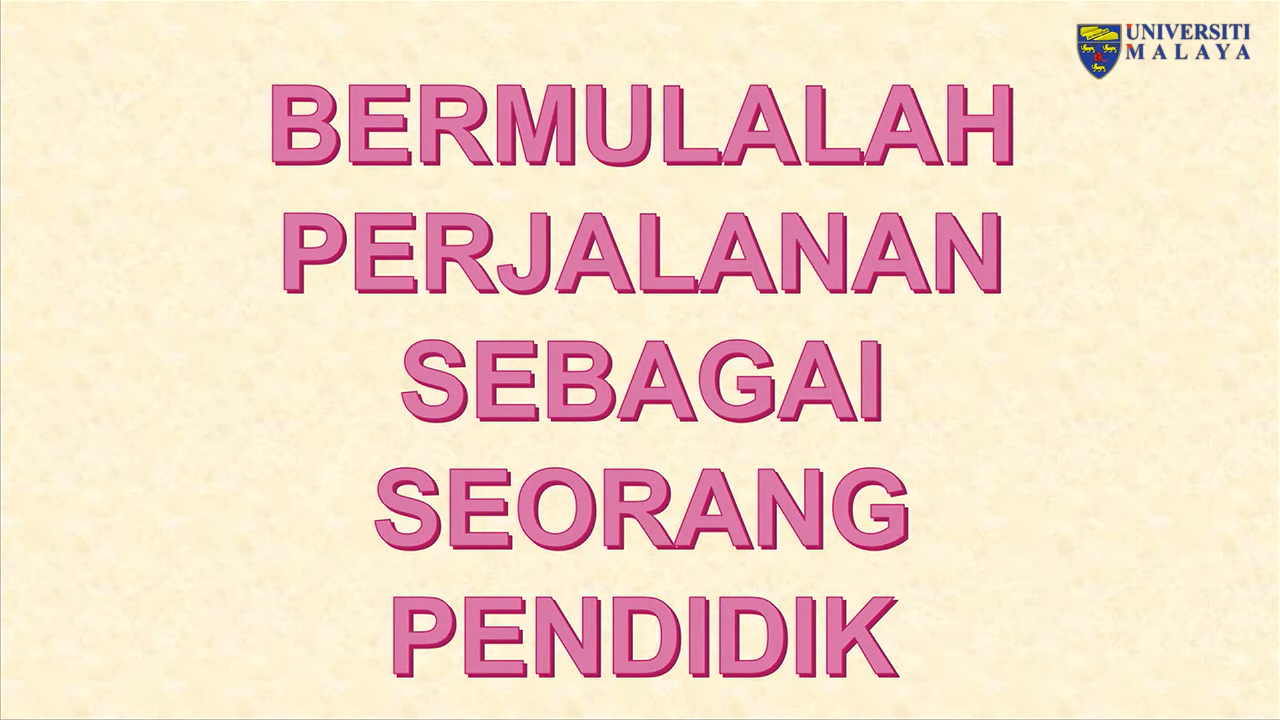 UNIVERSITI
MALAYA
BERMULALAH
PERJALANAN
SEBAGAI
SEORANG
PENDIDIK